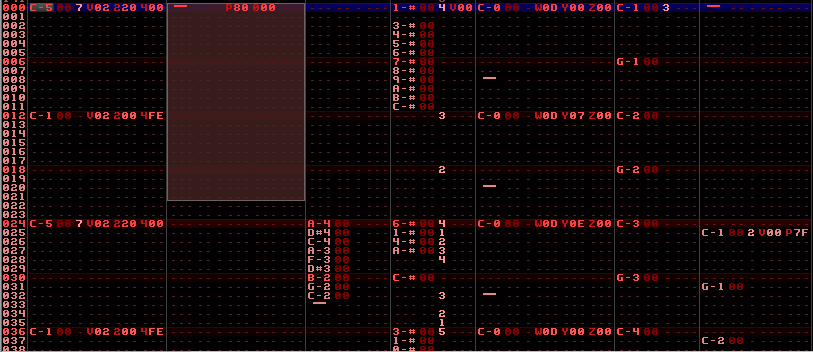 000 C-5 00 7 V02 220 400 — P80 000 1-# 00 4 V00 C-0 00 W0D Y00 Z00 C-1 00 3 —
001
002 3-# 00
003 4-# 00
004 5-# 00
005 6-# 00
006 7-# 00 G-1 00
007 8-# 00
008 9-# 00 —
009 A-# 00
010 B-# 00
011 C-# 00
012 C-1 00 V02 200 4FE 3 C-0 00 W0D Y07 Z00 C-2 00
013
014
015
016
017
018 2 G-2 00
019
020 —
021
022
023
024 C-5 00 7 V02 220 400 A-4 00 6-# 00 4 C-0 00 W0D Y0E Z00 C-3 00
025 D#4 00 1-# 00 1 C-1 00 2 V00 P7F
026 C-4 00 4-# 00 2
027 A-3 00 A-# 00 3
028 F-3 00 4
029 D#3 00
030 B-2 00 C-# 00 G-3 00
031 G-2 00 G-1 00
032 C-2 00 3 —
033 —
034 2
035 1
036 C-1 00 V02 200 4FE 3-# 00 5 C-0 00 W0D Y00 Z00 C-4 00
037 1-# 00 C-2 00
038 0-# 00